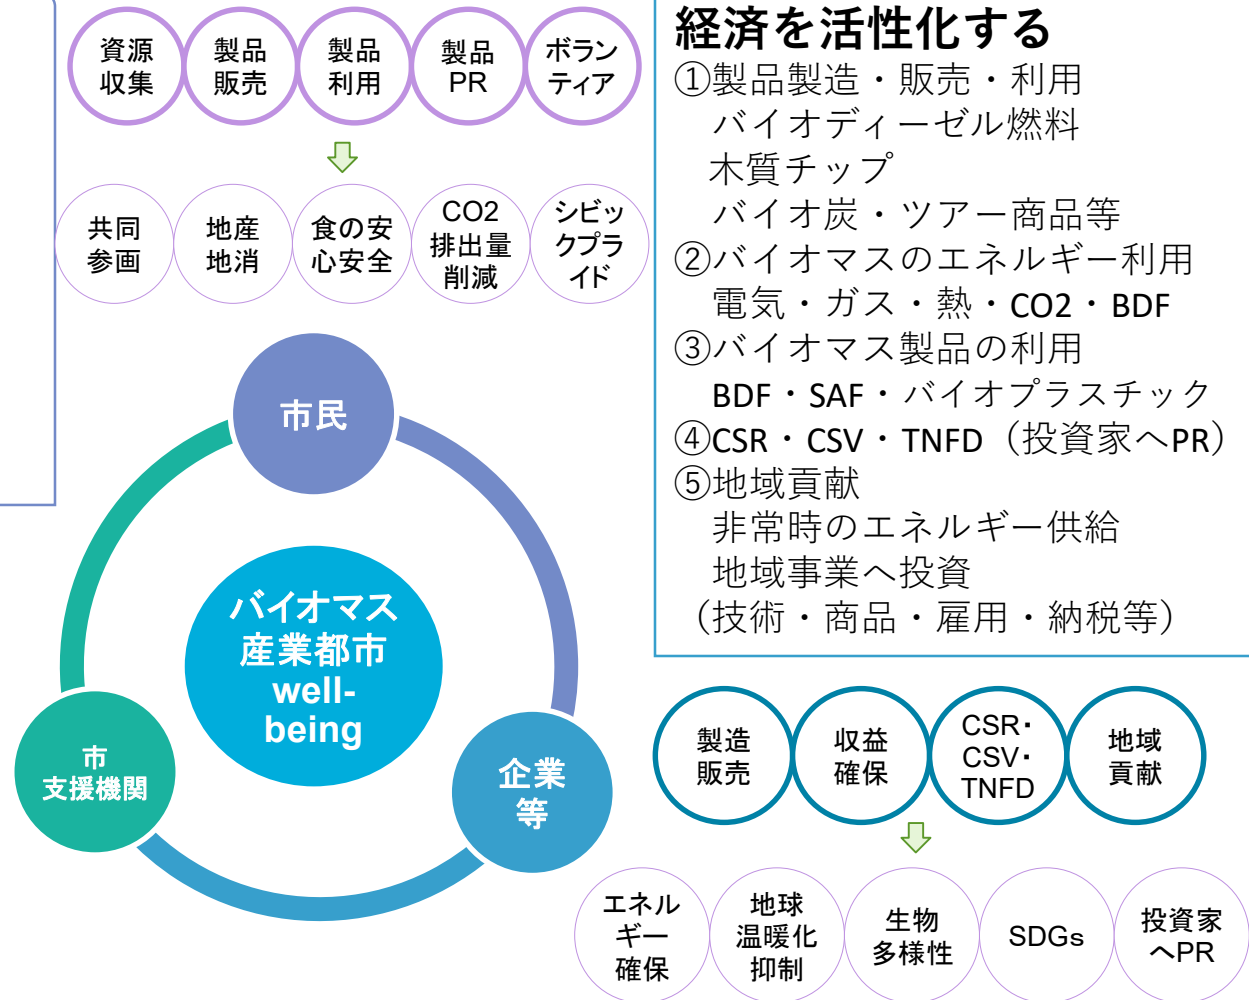 資源
収集
製品
販売
製品
利用
製品
PR
ボラン
ティア
共同
参画
地産
地消
食の安
心安全
CO2
排出量
削減
シビッ
クプラ
イド
経済を活性化する
①製品製造・販売・利用
バイオディーゼル燃料
木質チップ
バイオ炭・ツアー商品等
②バイオマスのエネルギー利用
電気・ガス・熱・CO2・BDF
③バイオマス製品の利用
BDF・SAF・バイオプラスチック
④CSR・CSV・TNFD（投資家へPR）
⑤地域貢献
非常時のエネルギー供給
地域事業へ投資
（技術・商品・雇用・納税等）
市民
バイオマス
産業都市
well-
being
市
支援機関
企業
等
製造
販売
収益
確保
CSR・
CSV・
TNFD
地域
貢献
エネル
ギー
確保
地球
温暖化
抑制
生物
多様性
SDGs
投資家
へPR